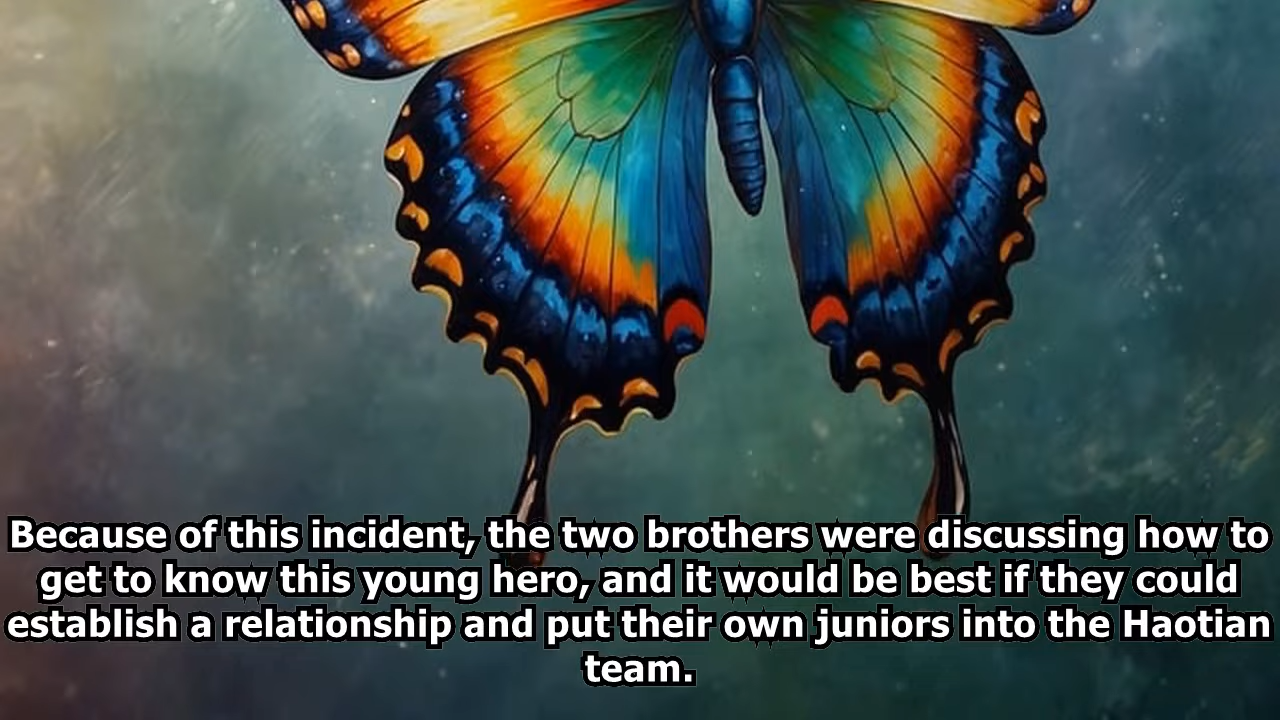 Because of this incident, the two brothers were discussing how to
get to know this young hero, and it would be best if they could
establish a relationship and put their own juniors into the Haotian
team.